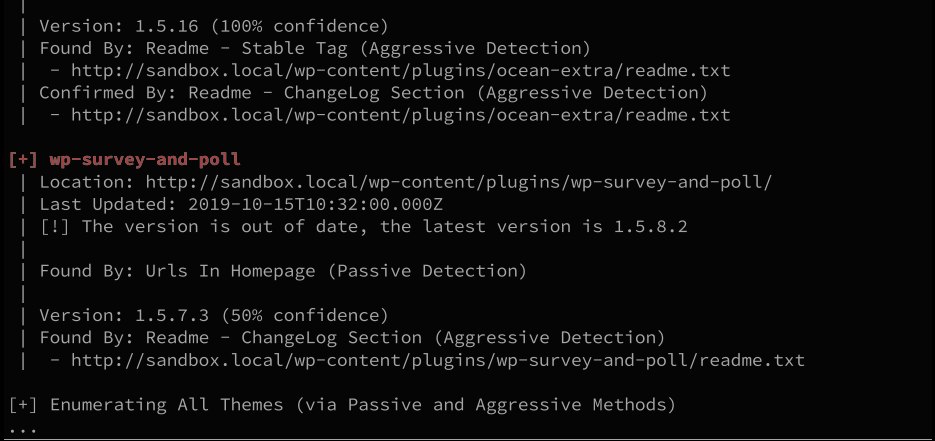 |
| Version: 1.5.16 (100% confidence)
| Found By: Readme - Stable Tag (Aggressive Detection)
|  - http://sandbox.local/wp-content/plugins/ocean-extra/readme.txt
| Confirmed By: Readme - ChangeLog Section (Aggressive Detection)
|  - http://sandbox.local/wp-content/plugins/ocean-extra/readme.txt
[+] wp-survey-and-poll
| Location: http://sandbox.local/wp-content/plugins/wp-survey-and-poll/
| Last Updated: 2019-10-15T10:32:00.000Z
| [!] The version is out of date, the latest version is 1.5.8.2
|
| Found By: Urls In Homepage (Passive Detection)
|
| Version: 1.5.7.3 (50% confidence)
| Found By: Readme - ChangeLog Section (Aggressive Detection)
|  - http://sandbox.local/wp-content/plugins/wp-survey-and-poll/readme.txt
[+] Enumerating All Themes (via Passive and Aggressive Methods)
...